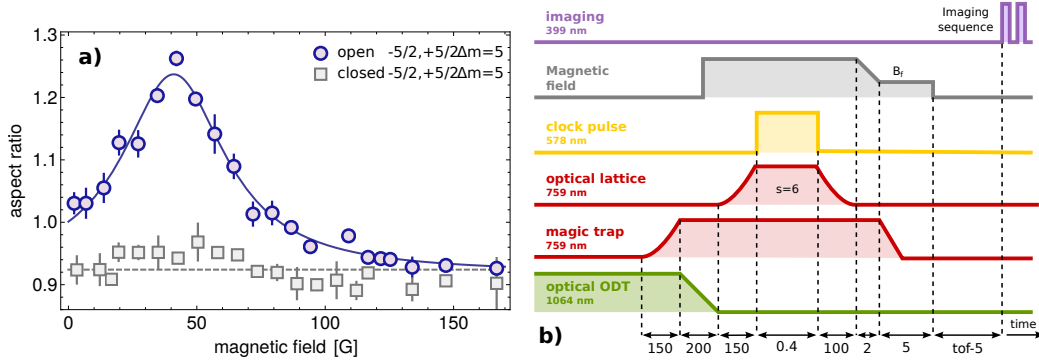 a)
open -5/2,+5/2Δm=5
closed -5/2,+5/2Δm=5
aspect ratio
1.3
1.2
1.1
1.0
0.9
0 50 100 150
magnetic field [G]
imaging
399 nm
Imaging
sequence
Magnetic
field
Bf
clock pulse
578 nm
optical lattice
759 nm
s=6
magic trap
759 nm
optical ODT
1064 nm
b)
time
150 200 150 0.4 100 2 5 tof-5